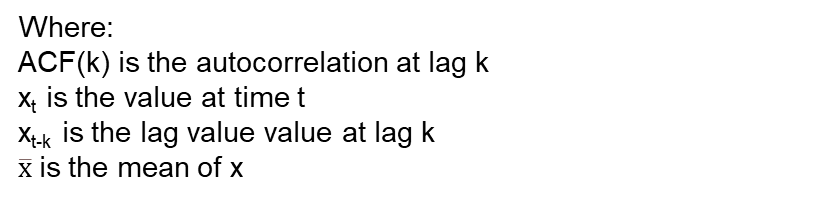 Where:
ACF(k) is the autocorrelation at lag k
xₜ is the value at time t
xₜ₋ₖ is the lag value value at lag k
x̅ is the mean of x